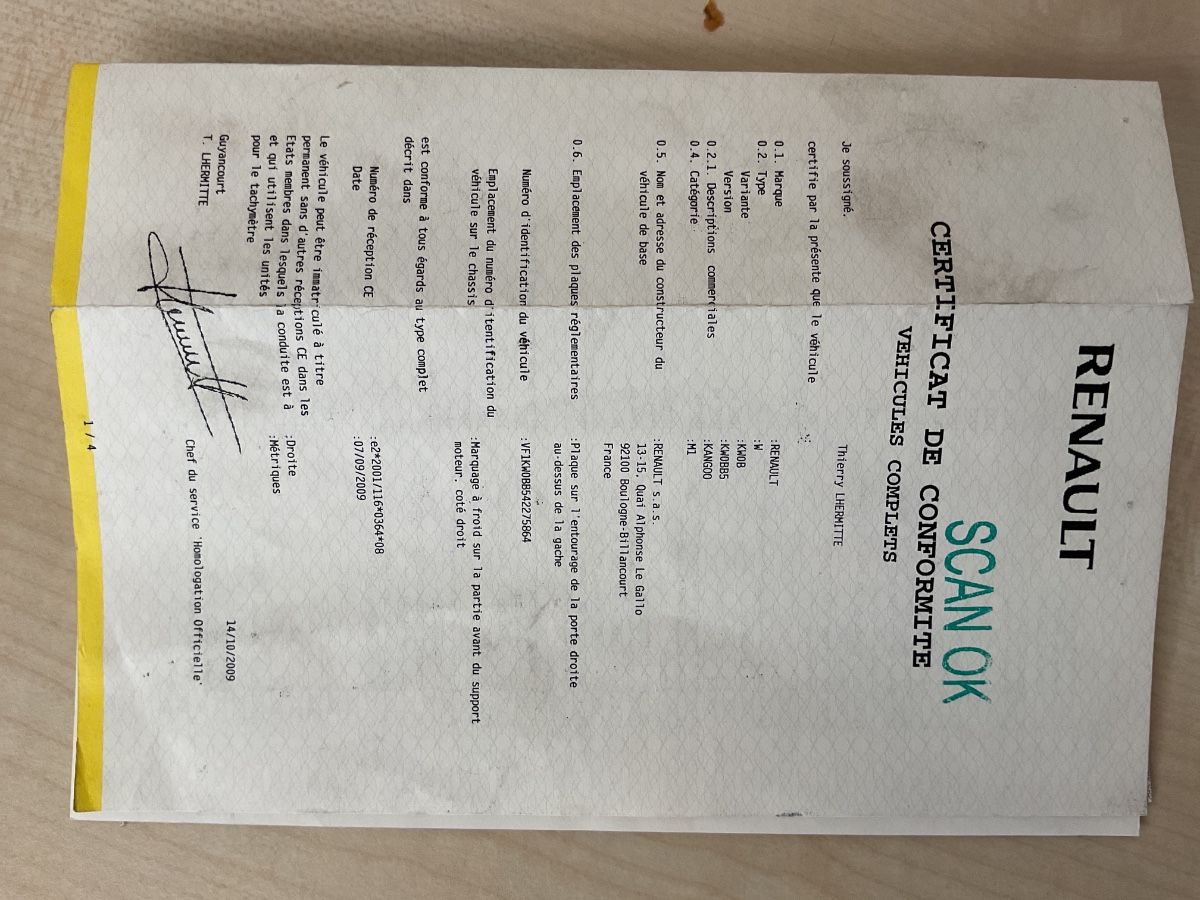 RENAULT
SCAN OK
CERTIFICAT DE CONFORMITE
VEHICULES COMPLETS
Je soussigné. Thierry LHERMITTE
certifie par la présente que le véhicule :
0.1. Marque :RENAULT
0.2. Type :W
Variante :KW0B
Version :KW0BB5
0.2.1. Descriptions commerciales :KANGOO
0.4. Catégorie :M1
0.5. Nom et adresse du constructeur du :RENAULT s.a.s.
véhicule de base 13-15, Quai Alphonse Le Gallo
92100 Boulogne-Billancourt
France
0.6. Emplacement des plaques réglementaires :Plaque sur l'entourage de la porte droite
au-dessus de la gache
Numéro d'identification du véhicule :VF1KW0BB542275864
Emplacement du numéro d'itentification du :Marquage à froid sur la partie avant du support
véhicule sur le chassis moteur. coté droit
est conforme à tous égards au type complet
décrit dans
Numéro de réception CE :e2*2001/116*0364*08
Date :07/09/2009
Le véhicule peut être immatriculé à titre
permanent sans d'autres réceptions CE dans les
Etats membres dans lesquels la conduite est à :Droite
et qui utilisent les unités :Métriques
pour le tachymètre
Guyancourt 14/10/2009
T. LHERMITTE
Chef du service 'Homologation Officielle'
1 / 4